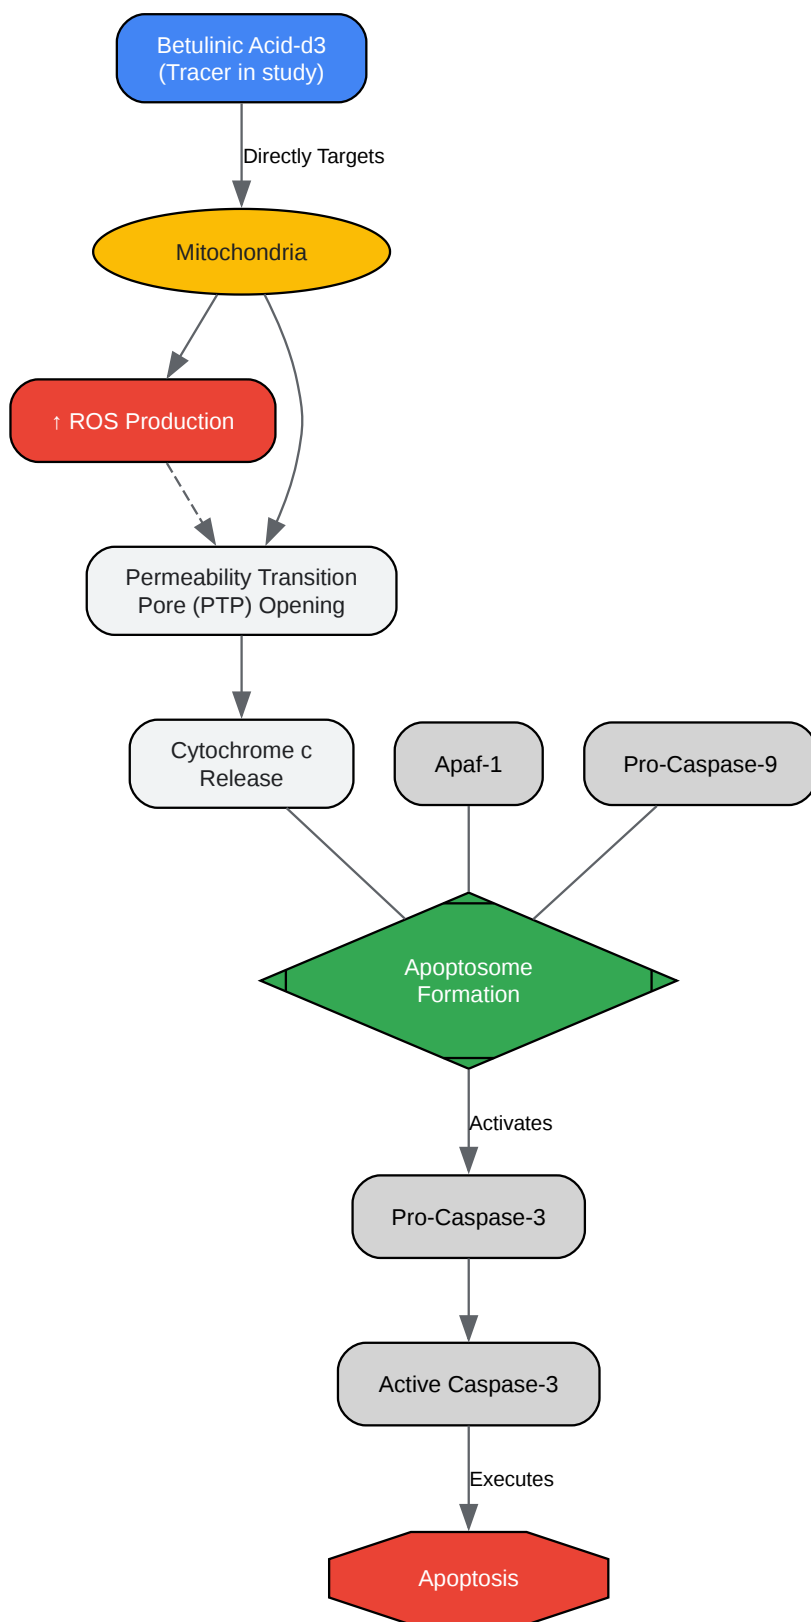 Betulinic Acid-d3
(Tracer in study)
Directly Targets
Mitochondria
↑ ROS Production
Permeability Transition
Pore (PTP) Opening
Cytochrome c
Release
Apaf-1
Pro-Caspase-9
Apoptosome
Formation
Activates
Pro-Caspase-3
Active Caspase-3
Executes
Apoptosis